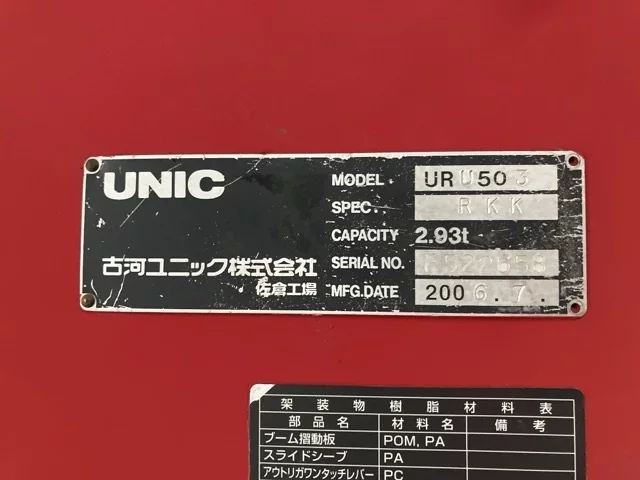 UNIC
古河ユニック株式会社
佐倉工場
MODEL URU503
SPEC. RKK
CAPACITY 2.93t
SERIAL NO.
MFG.DATE 2006.7.
架装物樹脂材料表
部品名 材料名 備考
ブーム摺動板 POM, PA
スライドシーブ PA
アウトリガワンタッチレバー PC